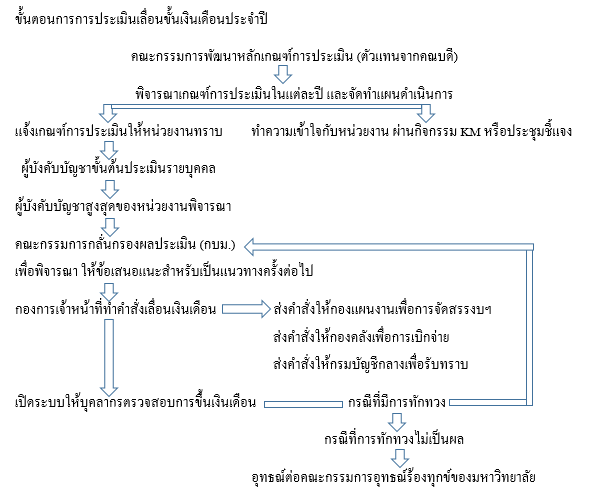 ขั้นตอนการการประเมินเลื่อนขั้นเงินเดือนประจำปี
คณะกรรมการพัฒนาหลักเกณฑ์การประเมิน (ตัวแทนจากคณบดี)
พิจารณาเกณฑ์การประเมินในแต่ละปี และจัดทำแผนดำเนินการ
แจ้งเกณฑ์การประเมินให้หน่วยงานทราบ
ทำความเข้าใจกับหน่วยงาน ผ่านกิจกรรม KM หรือประชุมชี้แจง
ผู้บังคับบัญชาขั้นต้นประเมินรายบุคคล
ผู้บังคับบัญชาสูงสุดของหน่วยงานพิจารณา
คณะกรรมการกลั่นกรองผลประเมิน (กบม.)
เพื่อพิจารณา ให้ข้อเสนอแนะสำหรับเป็นแนวทางครั้งต่อไป
กองการเจ้าหน้าที่ทำคำสั่งเลื่อนเงินเดือน
ส่งคำสั่งให้กองแผนงานเพื่อการจัดสรรงบฯ
ส่งคำสั่งให้กองคลังเพื่อการเบิกจ่าย
ส่งคำสั่งให้กรมบัญชีกลางเพื่อรับทราบ
เปิดระบบให้บุคลากรตรวจสอบการขึ้นเงินเดือน
กรณีที่มีการทักทวง
กรณีที่การทักทวงไม่เป็นผล
อุทธณ์ต่อคณะกรรมการอุทธณ์ร้องทุกข์ของมหาวิทยาลัย